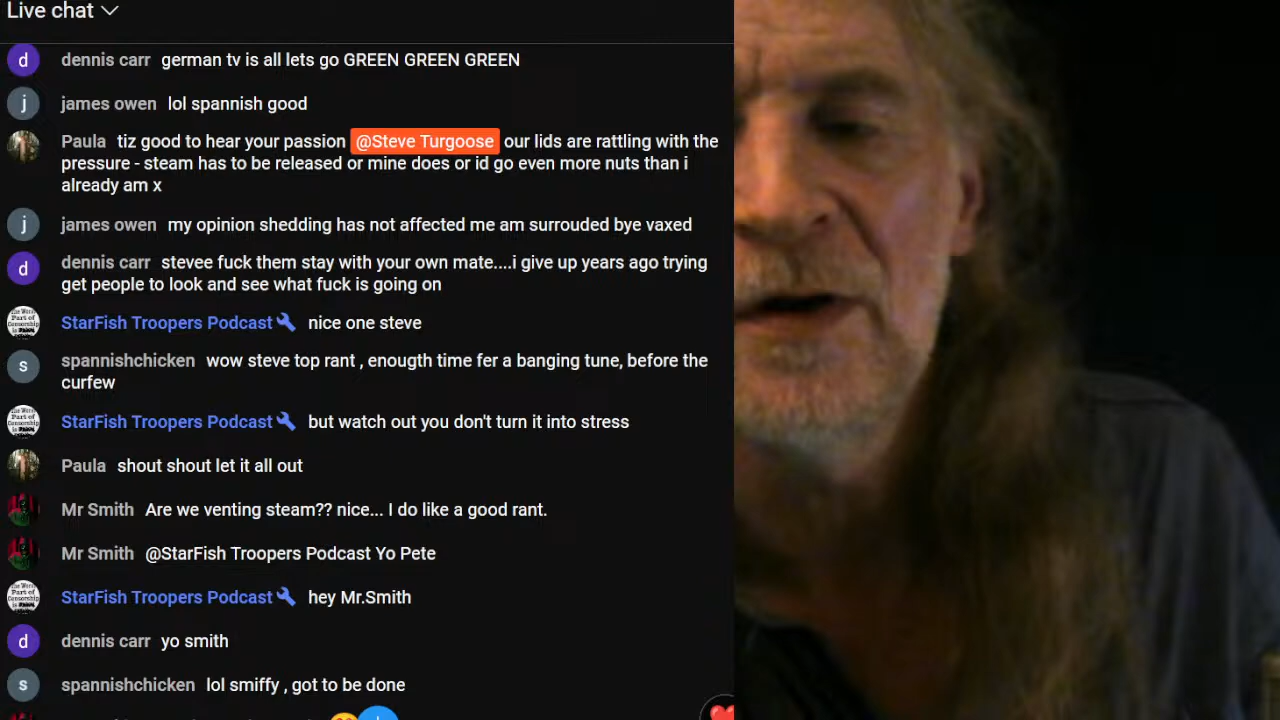 Live chat
d dennis carr german tv is all lets go GREEN GREEN GREEN
j james owen lol spannish good
Paula tiz good to hear your passion @Steve Turgoose our lids are rattling with the
pressure - steam has to be released or mine does or id go even more nuts than i
already am x
j james owen my opinion shedding has not affected me am surrouded bye vaxed
d dennis carr stevee fuck them stay with your own mate....i give up years ago trying
get people to look and see what fuck is going on
StarFish Troopers Podcast nice one steve
s spannishchicken wow steve top rant , enougth time fer a banging tune, before the
curfew
StarFish Troopers Podcast but watch out you don't turn it into stress
Paula shout shout let it all out
Mr Smith Are we venting steam?? nice... I do like a good rant.
Mr Smith @StarFish Troopers Podcast Yo Pete
StarFish Troopers Podcast hey Mr.Smith
d dennis carr yo smith
s spannishchicken lol smiffy , got to be done